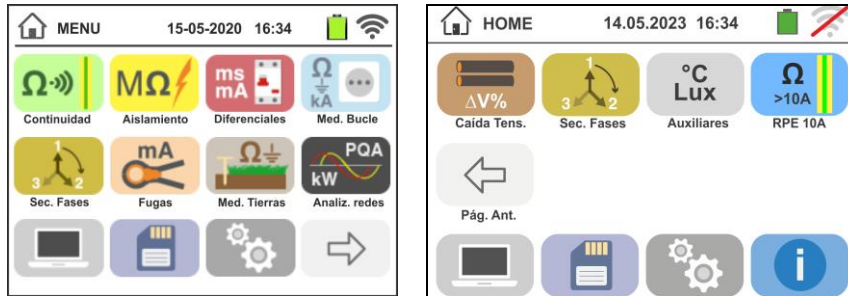 MENU 15-05-2020 16:34
Ω MΩ ms mA Ω kA
Continuidad Aislamiento Diferenciales Med. Bucle
1 3 2 mA Ω PQA kW
Sec. Fases Fugas Med. Tierras Analiz. redes
HOME 14.05.2023 16:34
ΔV% 1 3 2 °C Lux Ω >10A
Caída Tens. Sec. Fases Auxiliares RPE 10A
Pág. Ant.
i